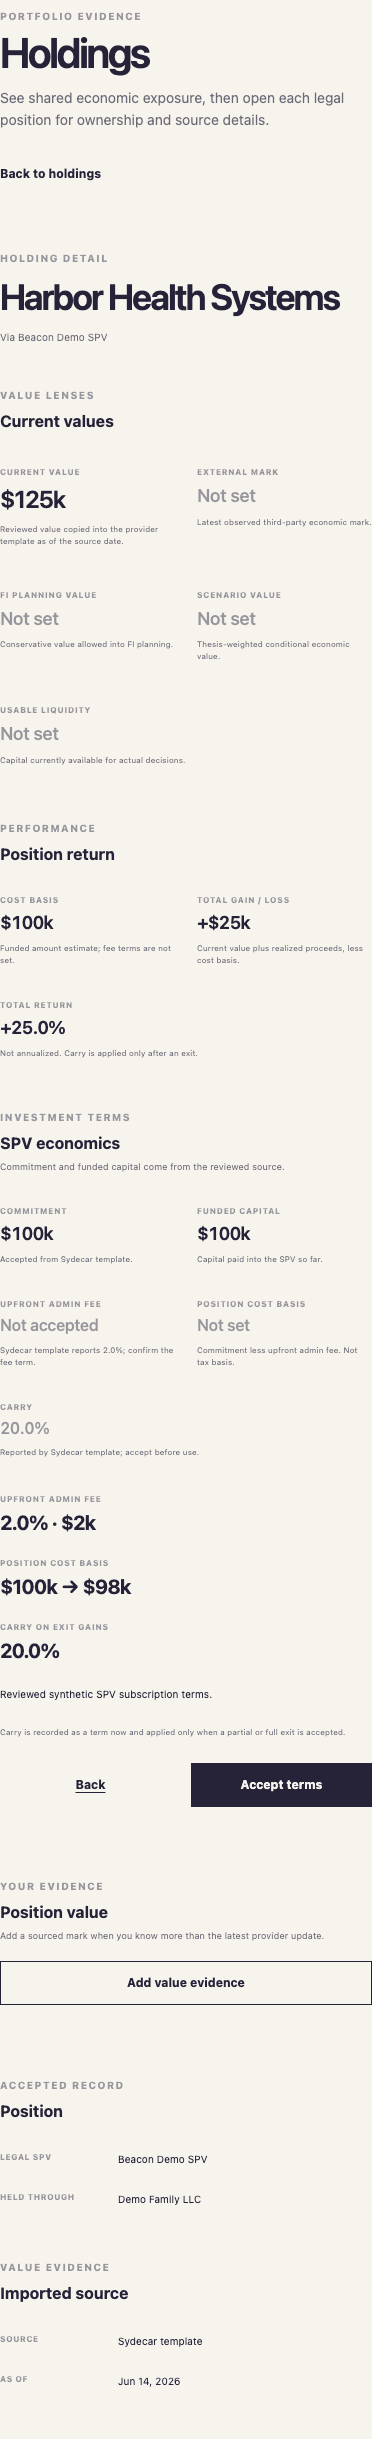 PORTFOLIO EVIDENCE
Holdings
See shared economic exposure, then open each legal
position for ownership and source details.
Back to holdings
HOLDING DETAIL
Harbor Health Systems
Via Beacon Demo SPV
VALUE LENSES
Current values
CURRENT VALUE
$125k
Reviewed value copied into the provider
template as of the source date.
EXTERNAL MARK
Not set
Latest observed third-party economic mark.
FI PLANNING VALUE
Not set
Conservative value allowed into FI planning.
SCENARIO VALUE
Not set
Thesis-weighted conditional economic
value.
USABLE LIQUIDITY
Not set
Capital currently available for actual decisions.
PERFORMANCE
Position return
COST BASIS
$100k
Funded amount estimate; fee terms are not
set.
TOTAL GAIN / LOSS
+$25k
Current value plus realized proceeds, less
cost basis.
TOTAL RETURN
+25.0%
Not annualized. Carry is applied only after an exit.
INVESTMENT TERMS
SPV economics
Commitment and funded capital come from the reviewed source.
COMMITMENT
$100k
Accepted from Sydecar template.
FUNDED CAPITAL
$100k
Capital paid into the SPV so far.
UPFRONT ADMIN FEE
Not accepted
Sydecar template reports 2.0%; confirm the
fee term.
POSITION COST BASIS
Not set
Commitment less upfront admin fee. Not
tax basis.
CARRY
20.0%
Reported by Sydecar template; accept before use.
UPFRONT ADMIN FEE
2.0% · $2k
POSITION COST BASIS
$100k → $98k
CARRY ON EXIT GAINS
20.0%
Reviewed synthetic SPV subscription terms.
Carry is recorded as a term now and applied only when a partial or full exit is accepted.
Back
Accept terms
YOUR EVIDENCE
Position value
Add a sourced mark when you know more than the latest provider update.
Add value evidence
ACCEPTED RECORD
Position
LEGAL SPV
Beacon Demo SPV
HELD THROUGH
Demo Family LLC
VALUE EVIDENCE
Imported source
SOURCE
Sydecar template
AS OF
Jun 14, 2026